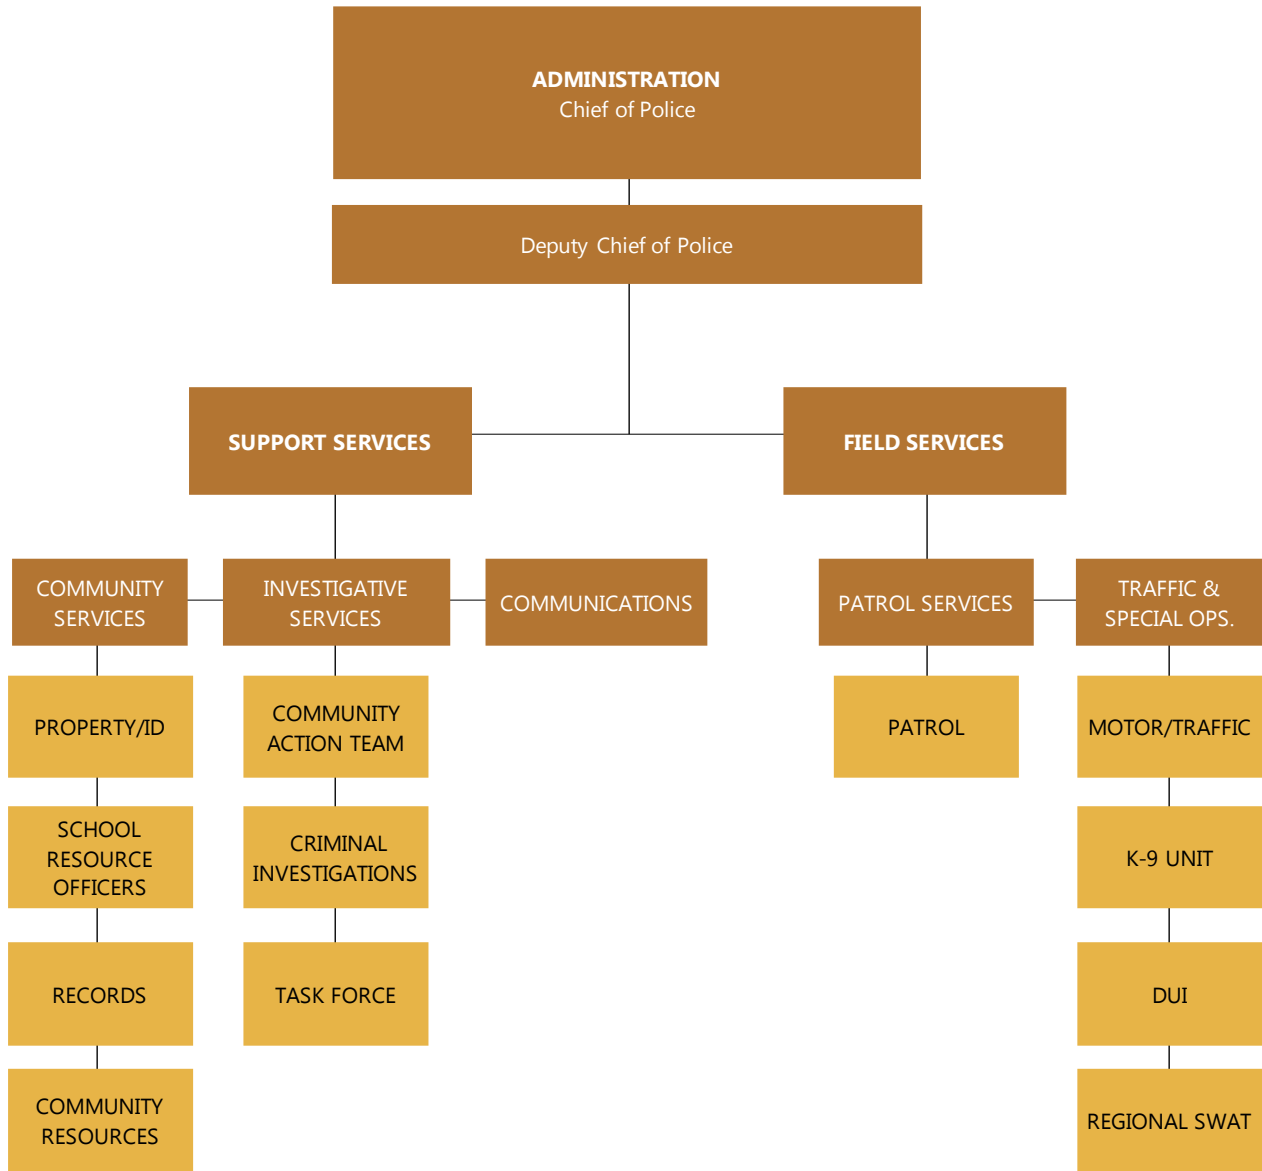 ADMINISTRATION
Chief of Police
Deputy Chief of Police
SUPPORT SERVICES
FIELD SERVICES
COMMUNITY
SERVICES
INVESTIGATIVE
SERVICES
COMMUNICATIONS
PATROL SERVICES
TRAFFIC &
SPECIAL OPS.
PROPERTY/ID
COMMUNITY
ACTION TEAM
PATROL
MOTOR/TRAFFIC
SCHOOL
RESOURCE
OFFICERS
CRIMINAL
INVESTIGATIONS
K-9 UNIT
RECORDS
TASK FORCE
DUI
COMMUNITY
RESOURCES
REGIONAL SWAT